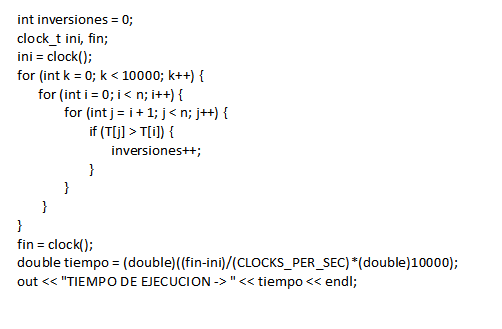 int inversiones = 0;
clock_t ini, fin;
ini = clock();
for (int k = 0; k < 10000; k++) {
for (int i = 0; i < n; i++) {
for (int j = i + 1; j < n; j++) {
if (T[j] > T[i]) {
inversiones++;
}
}
}
}
fin = clock();
double tiempo = (double)((fin-ini)/(CLOCKS_PER_SEC)*(double)10000);
out << "TIEMPO DE EJECUCION -> " << tiempo << endl;